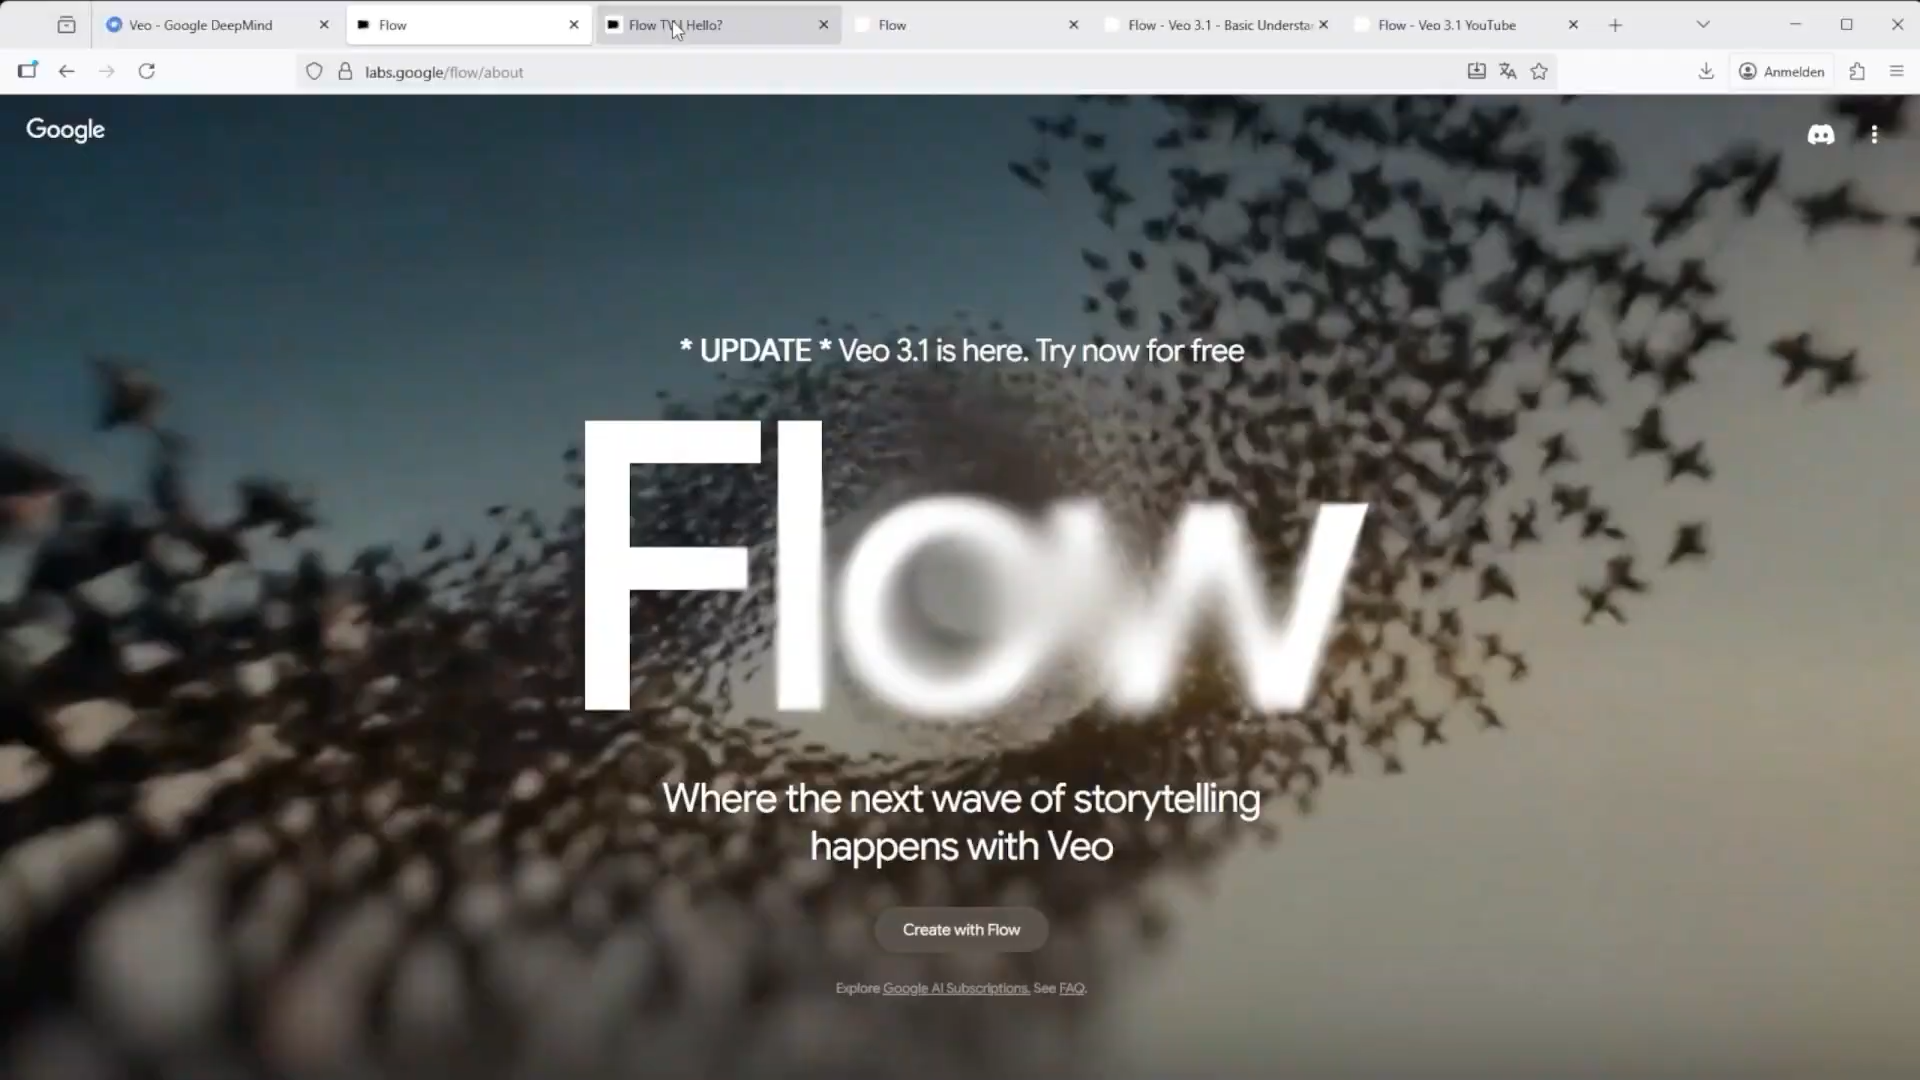 Veo - Google DeepMind
Flow
Flow TV | Hello?
Flow
Flow - Veo 3.1 - Basic Understa
Flow - Veo 3.1 YouTube
labs.google/flow/about
Anmelden
Google
* UPDATE * Veo 3.1 is here. Try now for free
Flow
Where the next wave of storytelling
happens with Veo
Create with Flow
Explore Google AI Subscriptions. See FAQ.